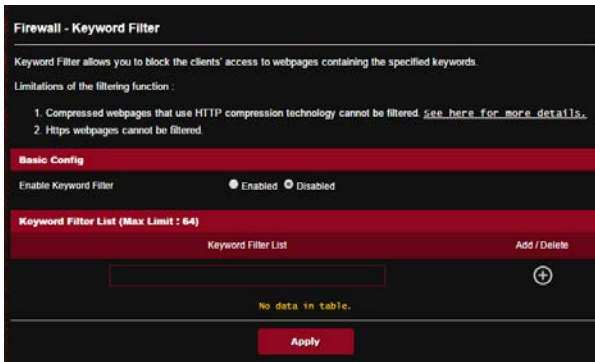 Firewall - Keyword Filter
Keyword Filter allows you to block the clients' access to webpages containing the specified keywords.
Limitations of the filtering function :
1. Compressed webpages that use HTTP compression technology cannot be filtered. See here for more details.
2. Https webpages cannot be filtered.
Basic Config
Enable Keyword Filter Enabled Disabled
Keyword Filter List (Max Limit : 64)
Keyword Filter List Add / Delete
No data in table.
Apply